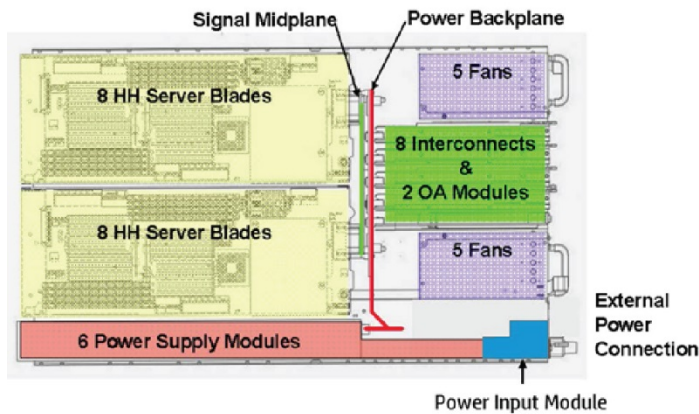 Signal Midplane
Power Backplane
8 HH Server Blades
5 Fans
8 Interconnects
&
2 OA Modules
8 HH Server Blades
5 Fans
External
Power
Connection
6 Power Supply Modules
Power Input Module